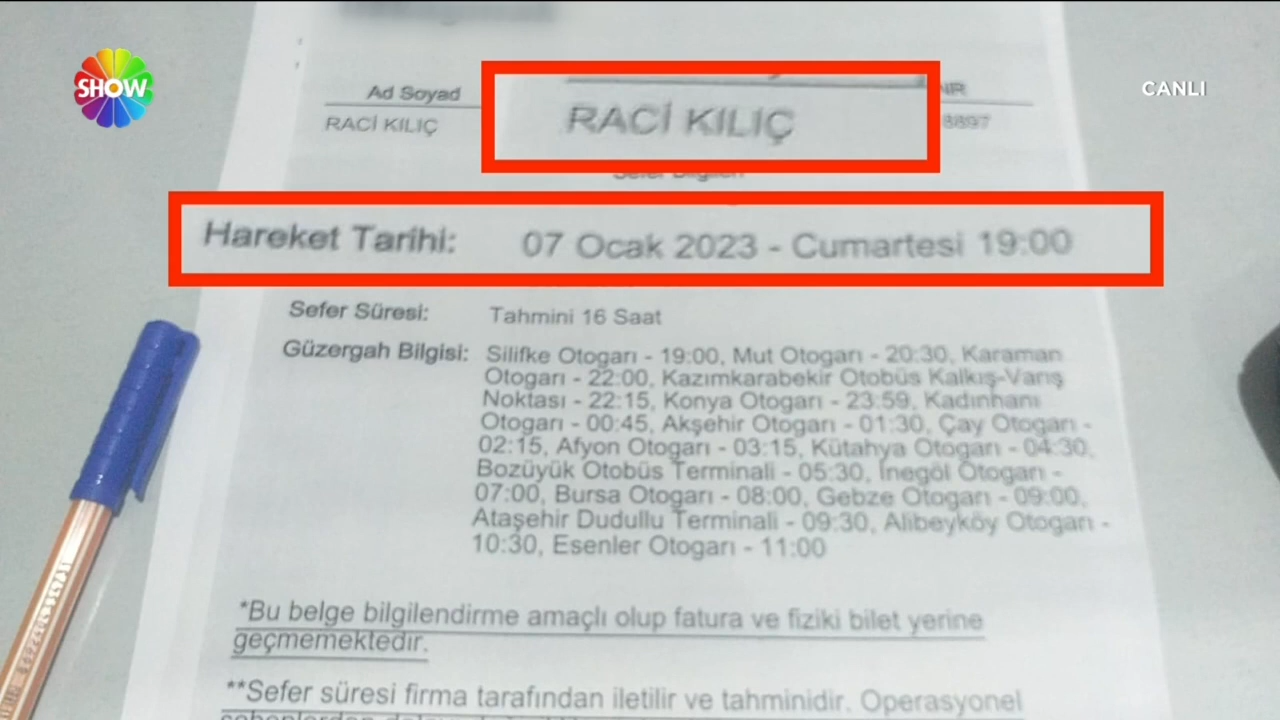 SHOW
CANLI
Ad Soyad
RACİ KILIÇ
RACİ KILIÇ
8897
Hareket Tarihi: 07 Ocak 2023 - Cumartesi 19:00
Sefer Süresi: Tahmini 16 Saat
Güzergah Bilgisi: Silifke Otogarı - 19:00, Mut Otogarı - 20:30, Karaman
Otogarı - 22:00, Kazımkarabekir Otobüs Kalkış-Varış
Noktası - 22:15, Konya Otogarı - 23:59, Kadınhanı
Otogarı - 00:45, Akşehir Otogarı - 01:30, Çay Otogarı -
02:15, Afyon Otogarı - 03:15, Kütahya Otogarı - 04:30,
Bozüyük Otobüs Terminali - 05:30, İnegöl Otogarı -
07:00, Bursa Otogarı - 08:00, Gebze Otogarı - 09:00,
Ataşehir Dudullu Terminali - 09:30, Alibeyköy Otogarı -
10:30, Esenler Otogarı - 11:00
*Bu belge bilgilendirme amaçlı olup fatura ve fiziki bilet yerine
geçmemektedir.
**Sefer süresi firma tarafından iletilir ve tahminidir. Operasyonel